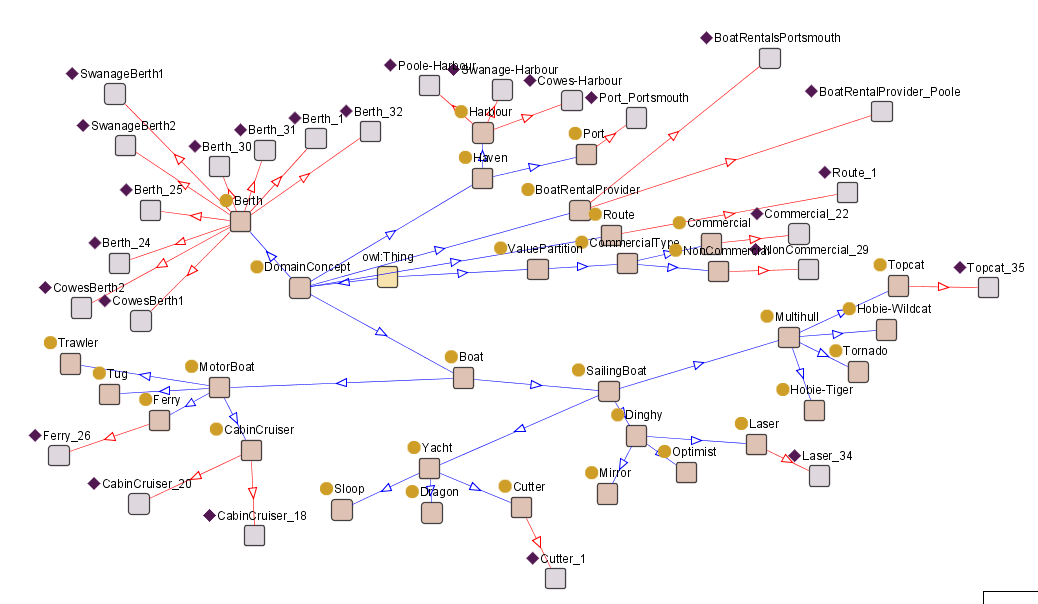 BoatRentalsPortsmouth
Poole-Harbour
Swanage-Harbour
SwanageBerth1
Cowes-Harbour
BoatRentalProvider_Poole
Port_Portsmouth
Berth_32
Harbour
Berth_1
SwanageBerth2
Berth_31
Port
Berth_30
Haven
Route_1
Berth_25
BoatRentalProvider
Berth
Route
Commercial_22
Commercial
Berth_24
CommercialType
ValuePartition
NonCommercial
NonCommercial_29
owl:Thing
DomainConcept
Topcat
Topcat_35
CowesBerth2
CowesBerth1
Hobie-Wildcat
Multihull
Trawler
Tornado
Boat
MotorBoat
SailingBoat
Tug
Hobie-Tiger
Ferry
Dinghy
Laser
CabinCruiser
Ferry_26
Yacht
Optimist
Laser_34
Mirror
CabinCruiser_20
Sloop
Dragon
Cutter
CabinCruiser_18
Cutter_1